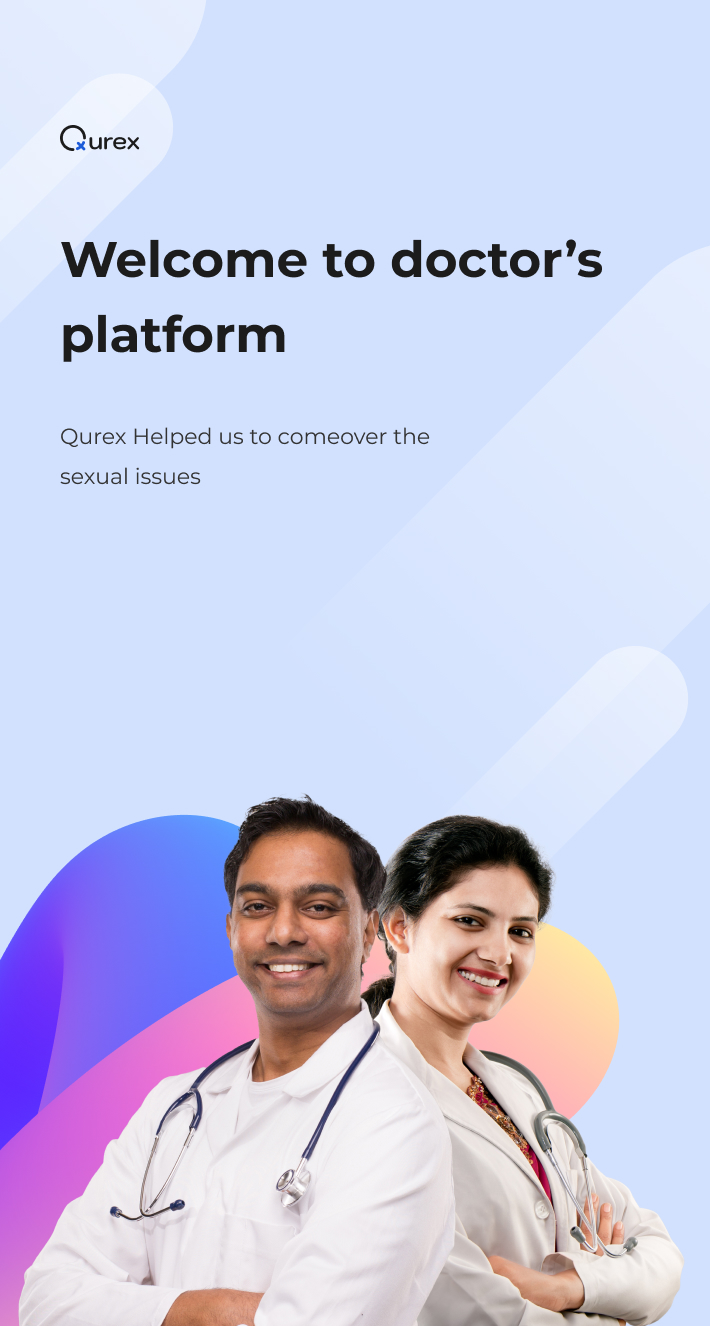 Qurex
Welcome to doctor’s
platform
Qurex Helped us to comeover the
sexual issues